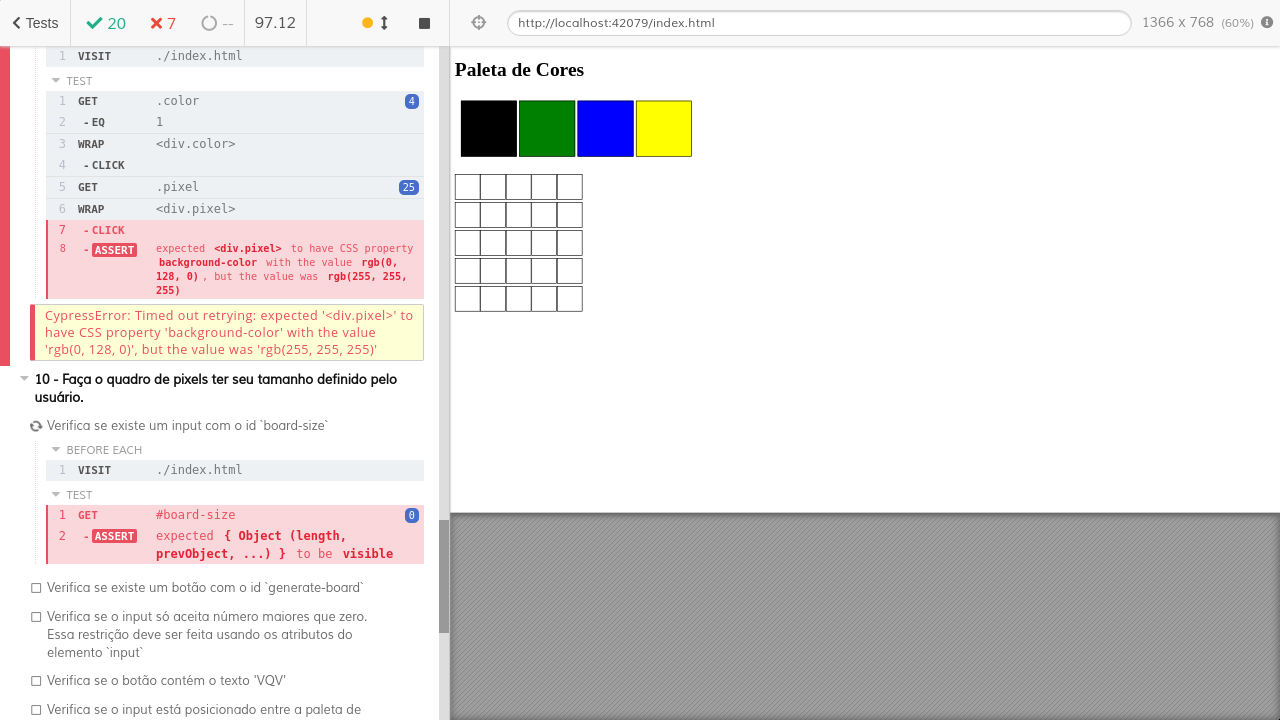 Tests
20
7
--
97.12
http://localhost:42079/index.html
1366 x 768 (60%)
1 VISIT ./index.html
TEST
1 GET .color 4
2 - EQ 1
3 WRAP <div.color>
4 - CLICK
5 GET .pixel 25
6 WRAP <div.pixel>
7 - CLICK
8 - ASSERT expected <div.pixel> to have CSS property
background-color with the value rgb(0,
128, 0) , but the value was rgb(255, 255,
255)
CypressError: Timed out retrying: expected '<div.pixel>' to
have CSS property 'background-color' with the value
'rgb(0, 128, 0)', but the value was 'rgb(255, 255, 255)'
10 - Faça o quadro de pixels ter seu tamanho definido pelo
usuário.
Verifica se existe um input com o id `board-size`
BEFORE EACH
1 VISIT ./index.html
TEST
1 GET #board-size 0
2 - ASSERT expected { Object (length,
prevObject, ...) } to be visible
Verifica se existe um botão com o id `generate-board`
Verifica se o input só aceita número maiores que zero.
Essa restrição deve ser feita usando os atributos do
elemento `input`
Verifica se o botão contém o texto 'VQV'
Verifica se o input está posicionado entre a paleta de
Paleta de Cores